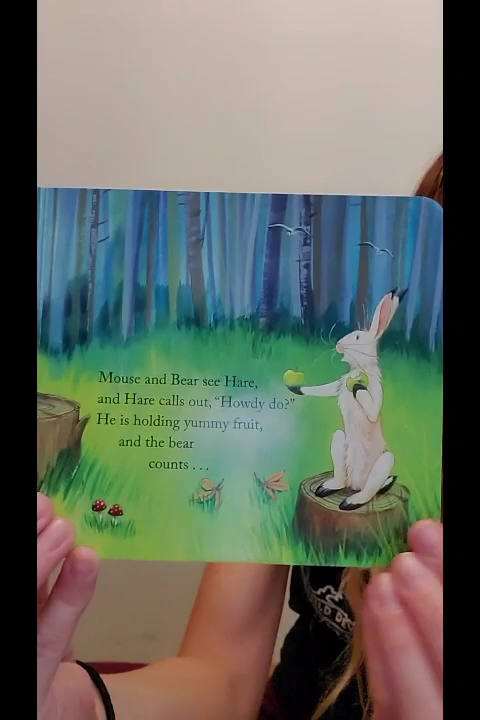 Mouse and Bear see Hare,
and Hare calls out, “Howdy do?”
He is holding yummy fruit,
and the bear
counts . . .